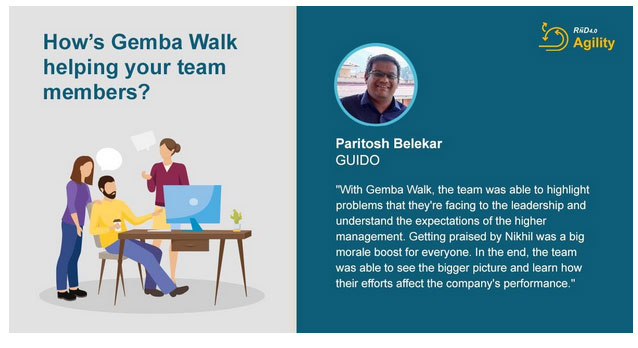 How's Gemba Walk
helping your team
members?
RiiD4.0
Agility
Paritosh Belekar
GUIDO
"With Gemba Walk, the team was able to highlight
problems that they're facing to the leadership and
understand the expectations of the higher
management. Getting praised by Nikhil was a big
morale boost for everyone. In the end, the team
was able to see the bigger picture and learn how
their efforts affect the company's performance."